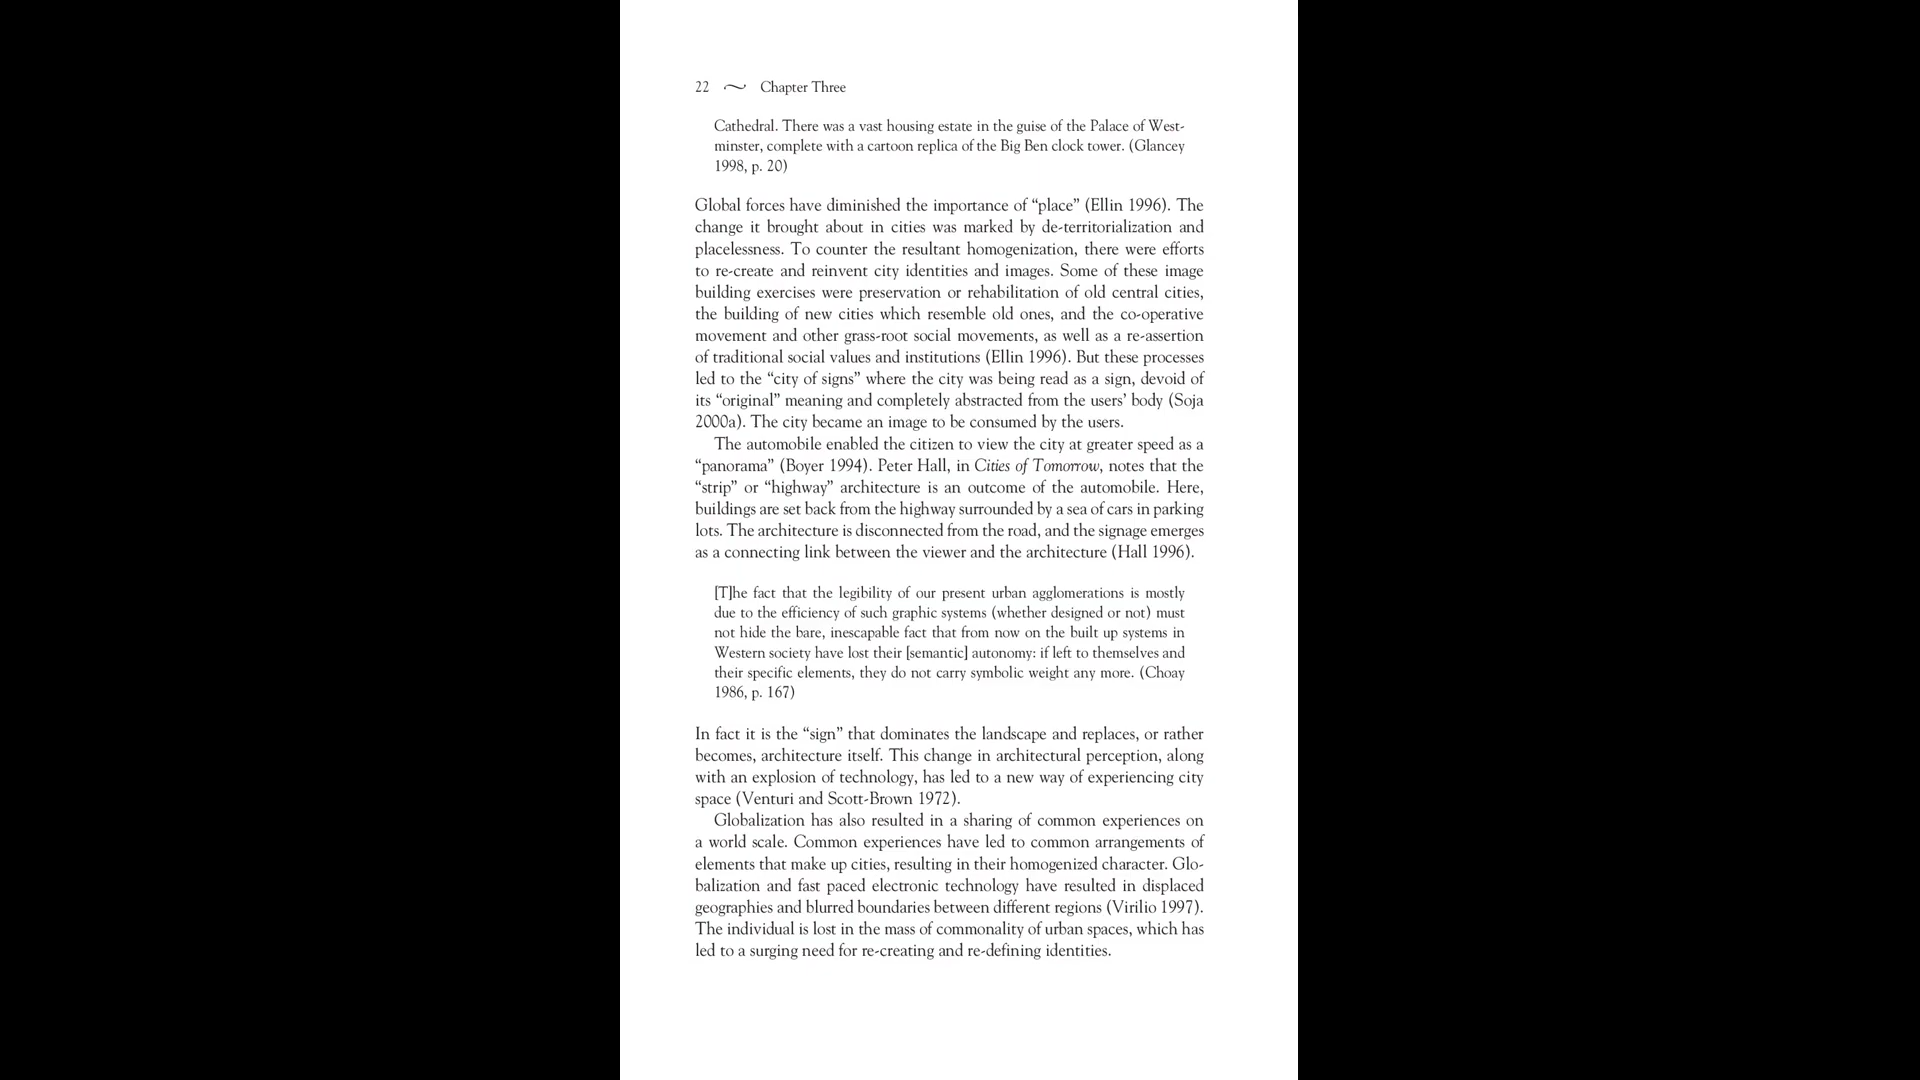 22 ~ Chapter Three
Cathedral. There was a vast housing estate in the guise of the Palace of West-
minster, complete with a cartoon replica of the Big Ben clock tower. (Glancey
1998, p. 20)
Global forces have diminished the importance of “place” (Ellin 1996). The
change it brought about in cities was marked by de-territorialization and
placelessness. To counter the resultant homogenization, there were efforts
to re-create and reinvent city identities and images. Some of these image
building exercises were preservation or rehabilitation of old central cities,
the building of new cities which resemble old ones, and the co-operative
movement and other grass-root social movements, as well as a re-assertion
of traditional social values and institutions (Ellin 1996). But these processes
led to the “city of signs” where the city was being read as a sign, devoid of
its “original” meaning and completely abstracted from the users’ body (Soja
2000a). The city became an image to be consumed by the users.
The automobile enabled the citizen to view the city at greater speed as a
“panorama” (Boyer 1994). Peter Hall, in Cities of Tomorrow, notes that the
“strip” or “highway” architecture is an outcome of the automobile. Here,
buildings are set back from the highway surrounded by a sea of cars in parking
lots. The architecture is disconnected from the road, and the signage emerges
as a connecting link between the viewer and the architecture (Hall 1996).
[T]he fact that the legibility of our present urban agglomerations is mostly
due to the efficiency of such graphic systems (whether designed or not) must
not hide the bare, inescapable fact that from now on the built up systems in
Western society have lost their [semantic] autonomy: if left to themselves and
their specific elements, they do not carry symbolic weight any more. (Choay
1986, p. 167)
In fact it is the “sign” that dominates the landscape and replaces, or rather
becomes, architecture itself. This change in architectural perception, along
with an explosion of technology, has led to a new way of experiencing city
space (Venturi and Scott-Brown 1972).
Globalization has also resulted in a sharing of common experiences on
a world scale. Common experiences have led to common arrangements of
elements that make up cities, resulting in their homogenized character. Glo-
balization and fast paced electronic technology have resulted in displaced
geographies and blurred boundaries between different regions (Virilio 1997).
The individual is lost in the mass of commonality of urban spaces, which has
led to a surging need for re-creating and re-defining identities.